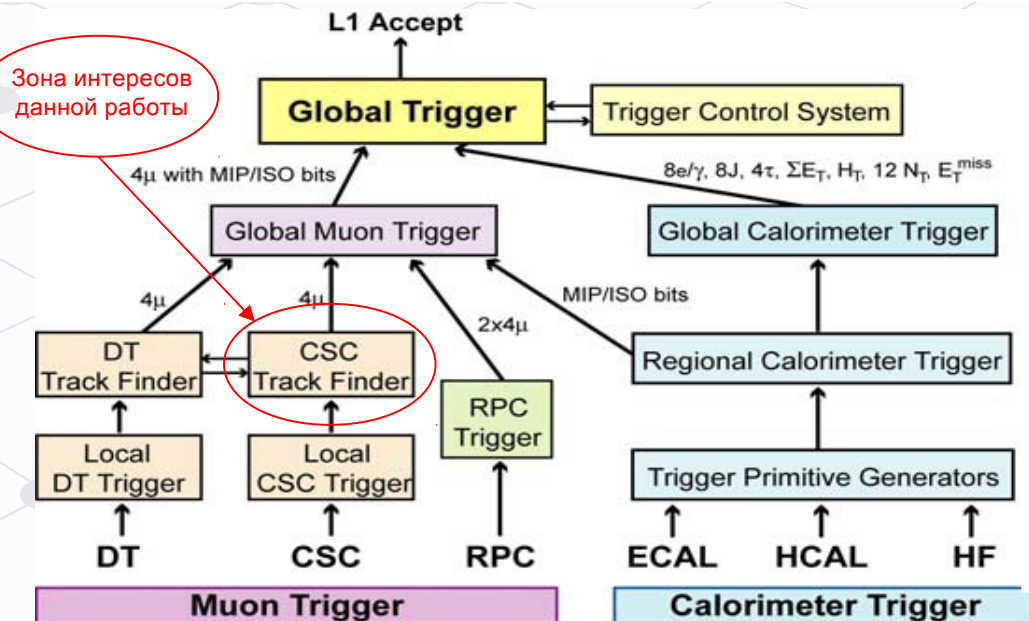 L1 Accept
Зона интересов
данной работы
Global Trigger
Trigger Control System
4μ with MIP/ISO bits
8e/γ, 8J, 4τ, ΣE_T, H_T, 12 N_T, E_T^miss
Global Muon Trigger
Global Calorimeter Trigger
4μ
4μ
MIP/ISO bits
2x4μ
DT
Track Finder
CSC
Track Finder
Regional Calorimeter Trigger
RPC
Trigger
Local
DT Trigger
Local
CSC Trigger
Trigger Primitive Generators
DT
CSC
RPC
ECAL
HCAL
HF
Muon Trigger
Calorimeter Trigger